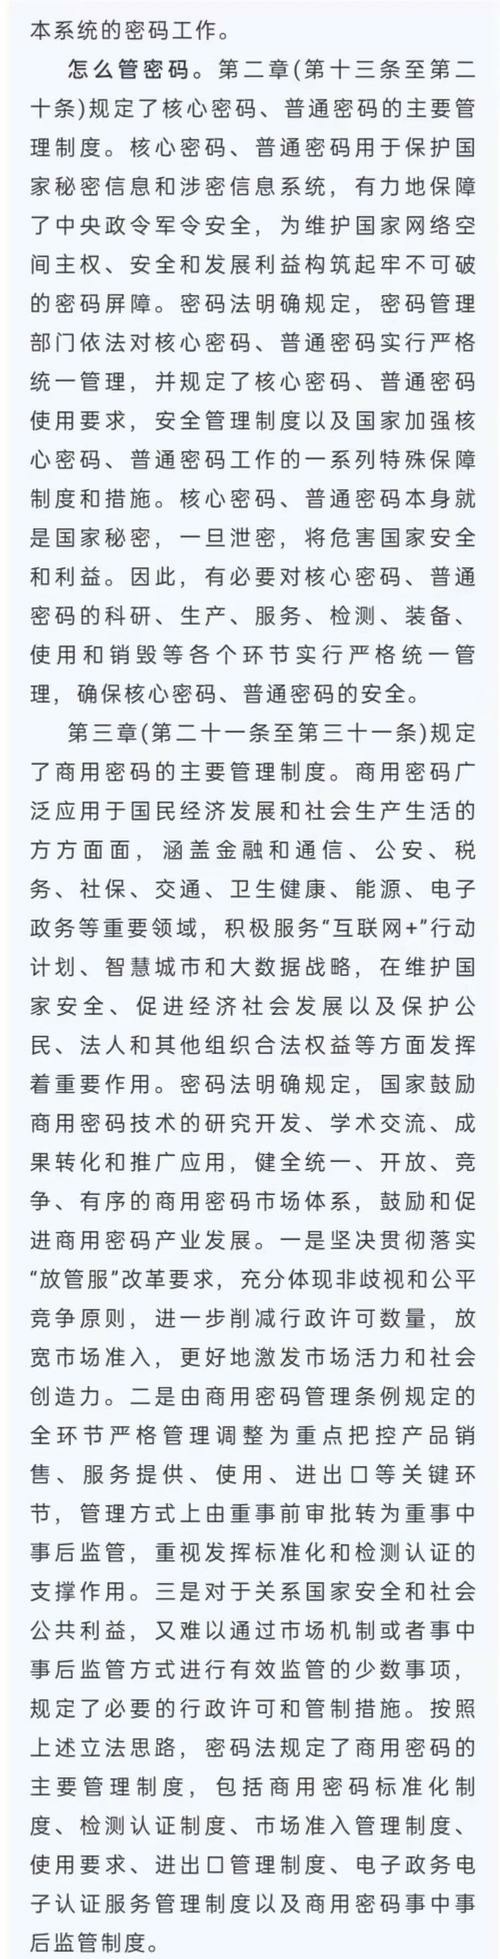 本系统的密码工作。
怎么管密码。第二章(第十三条至第二
十条)规定了核心密码、普通密码的主要管
理制度。核心密码、普通密码用于保护国
家秘密信息和涉密信息系统，有力地保障
了中央政令军令安全，为维护国家网络空
间主权、安全和发展利益构筑起牢不可破
的密码屏障。密码法明确规定，密码管理
部门依法对核心密码、普通密码实行严格
统一管理，并规定了核心密码、普通密码
使用要求，安全管理制度以及国家加强核
心密码、普通密码工作的一系列特殊保障
制度和措施。核心密码、普通密码本身就
是国家秘密，一旦泄密，将危害国家安全
和利益。因此，有必要对核心密码、普通
密码的科研、生产、服务、检测、装备、
使用和销毁等各个环节实行严格统一管
理，确保核心密码、普通密码的安全。
第三章(第二十一条至第三十一条)规定
了商用密码的主要管理制度。商用密码广
泛应用于国民经济发展和社会生产生活的
方方面面，涵盖金融和通信、公安、税
务、社保、交通、卫生健康、能源、电子
政务等重要领域，积极服务“互联网+”行动
计划、智慧城市和大数据战略，在维护国
家安全、促进经济社会发展以及保护公
民、法人和其他组织合法权益等方面发挥
着重要作用。密码法明确规定，国家鼓励
商用密码技术的研究开发、学术交流、成
果转化和推广应用，健全统一、开放、竞
争、有序的商用密码市场体系，鼓励和促
进商用密码产业发展。一是坚决贯彻落实
“放管服”改革要求，充分体现非歧视和公平
竞争原则，进一步削减行政许可数量，放
宽市场准入，更好地激发市场活力和社会
创造力。二是由商用密码管理条例规定的
全环节严格管理调整为重点把控产品销
售、服务提供、使用、进出口等关键环
节，管理方式上由重事前审批转为重事中
事后监管，重视发挥标准化和检测认证的
支撑作用。三是对于关系国家安全和社会
公共利益，又难以通过市场机制或者事中
事后监管方式进行有效监管的少数事项，
规定了必要的行政许可和管制措施。按照
上述立法思路，密码法规定了商用密码的
主要管理制度，包括商用密码标准化制
度、检测认证制度、市场准入管理制度、
使用要求、进出口管理制度、电子政务电
子认证服务管理制度以及商用密码事中事
后监管制度。